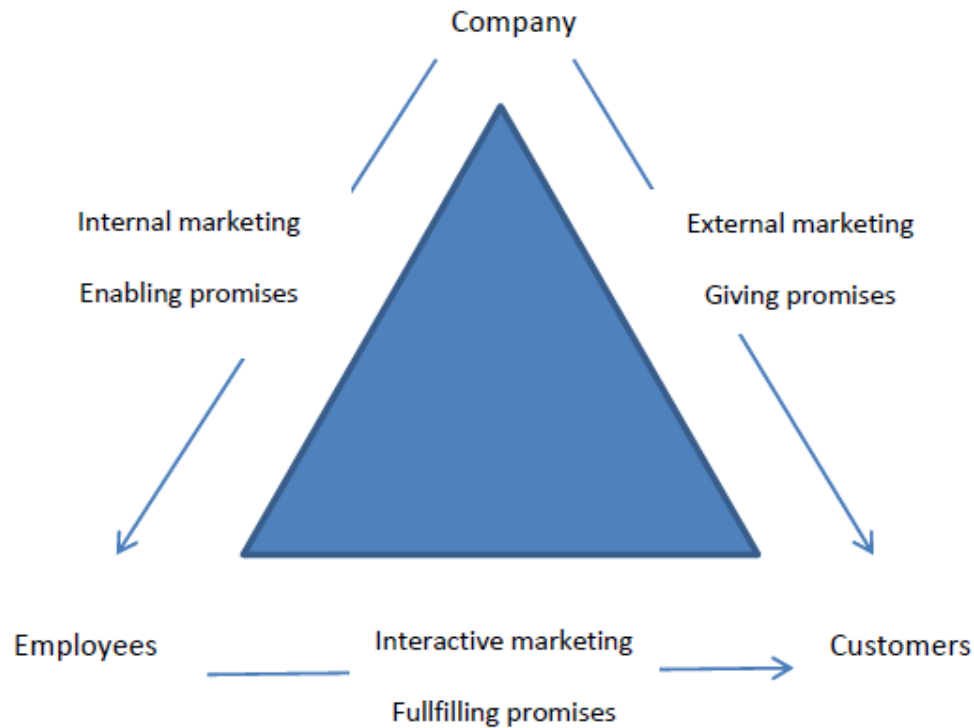 Company
Internal marketing
External marketing
Enabling promises
Giving promises
Employees
Interactive marketing
Customers
Fullfilling promises